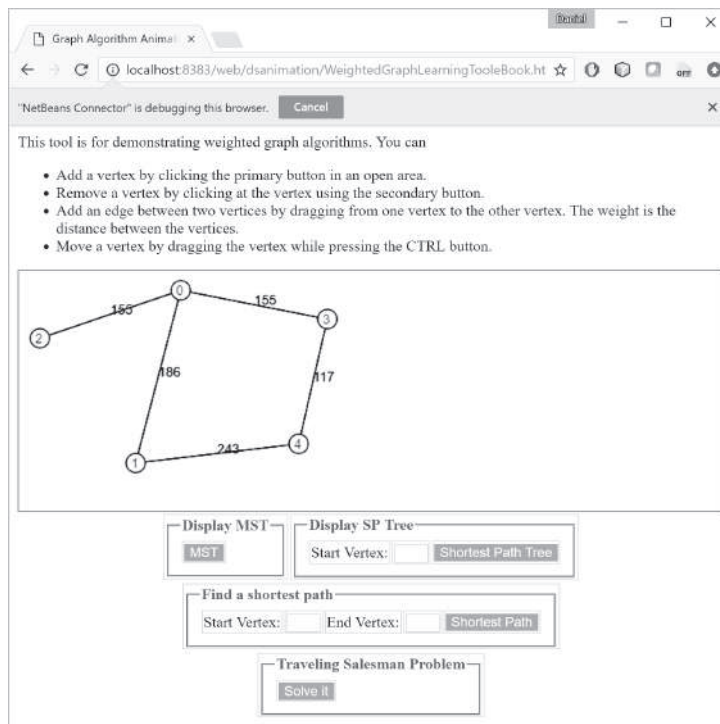 Daniel
Graph Algorithm Anima
localhost:8383/web/dsanimation/WeightedGraphLearningTooleBook.ht
OFF
"NetBeans Connector" is debugging this browser. Cancel
This tool is for demonstrating weighted graph algorithms. You can
• Add a vertex by clicking the primary button in an open area.
• Remove a vertex by clicking at the vertex using the secondary button.
• Add an edge between two vertices by dragging from one vertex to the other vertex. The weight is the
distance between the vertices.
• Move a vertex by dragging the vertex while pressing the CTRL button.
0
155
155
3
2
186
117
243
4
1
Display MST
MST
Display SP Tree
Start Vertex: Shortest Path Tree
Find a shortest path
Start Vertex: End Vertex: Shortest Path
Traveling Salesman Problem
Solve it